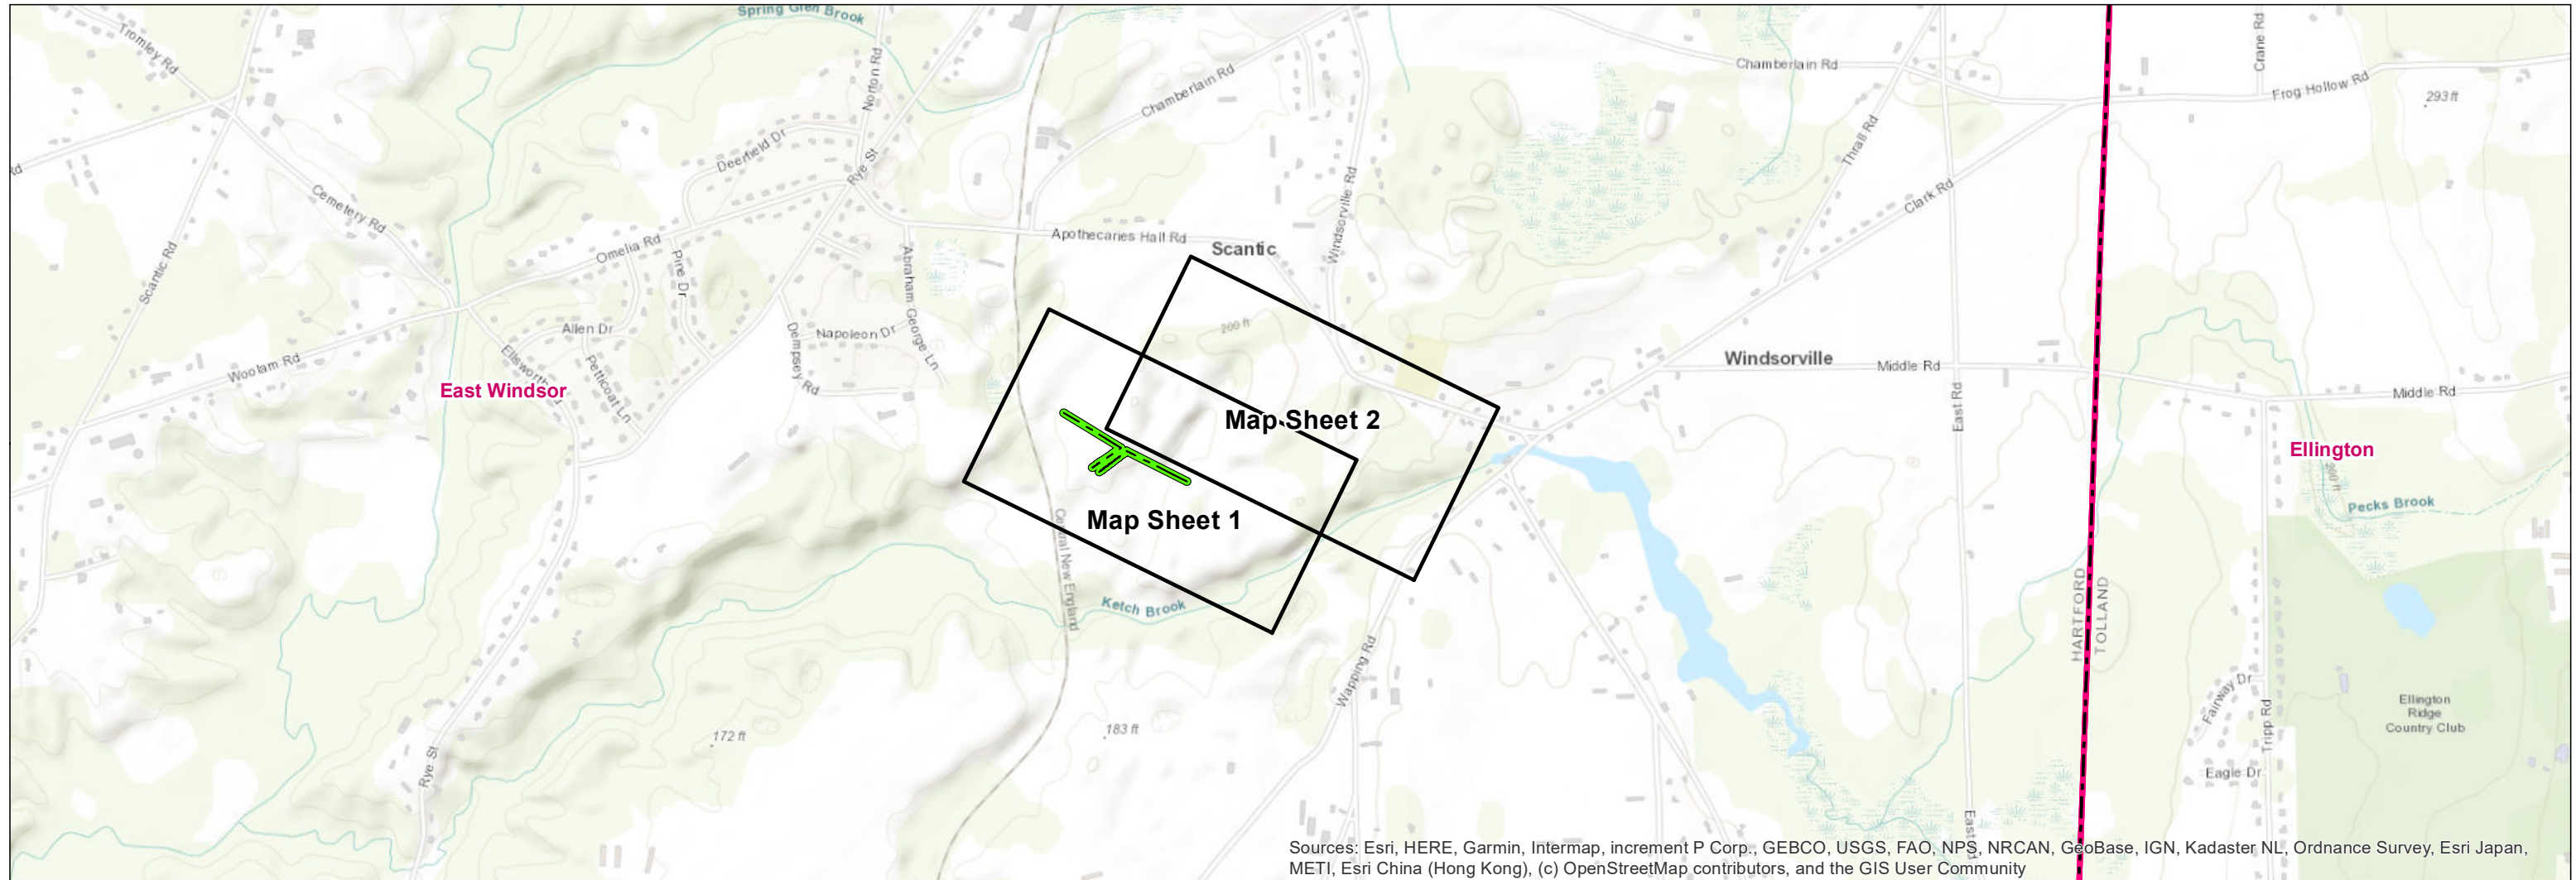 Spring Glen Brook
Tromley Rd
Norton Rd
Chamberlain Rd
Chamberlain Rd
Crane Rd
Frog Hollow Rd
293 ft
Rd
Deerfield Dr
Rye St
Thrall Rd
Cemetery Rd
Windsorville Rd
Clark Rd
Scantic Rd
Omelia Rd
Pine Dr
Abraham George Ln
Apothecaries Hall Rd
Scantic
Allen Dr
Napoleon Dr
Dempsey Rd
200 ft
Woolam Rd
Ellsworth
Petticoat Ln
Windsorville
Middle Rd
Middle Rd
East Windsor
East Rd
Map Sheet 2
Ellington
Pecks Brook
Map Sheet 1
Central New England
Ketch Brook
HARTFORD
TOLLAND
Wapping Rd
Fairway Dr
Tripp Rd
Ellington
Ridge
Country Club
172 ft
183 ft
Rye St
Eagle Dr
East
Sources: Esri, HERE, Garmin, Intermap, increment P Corp., GEBCO, USGS, FAO, NPS, NRCAN, GeoBase, IGN, Kadaster NL, Ordnance Survey, Esri Japan,
METI, Esri China (Hong Kong), (c) OpenStreetMap contributors, and the GIS User Community